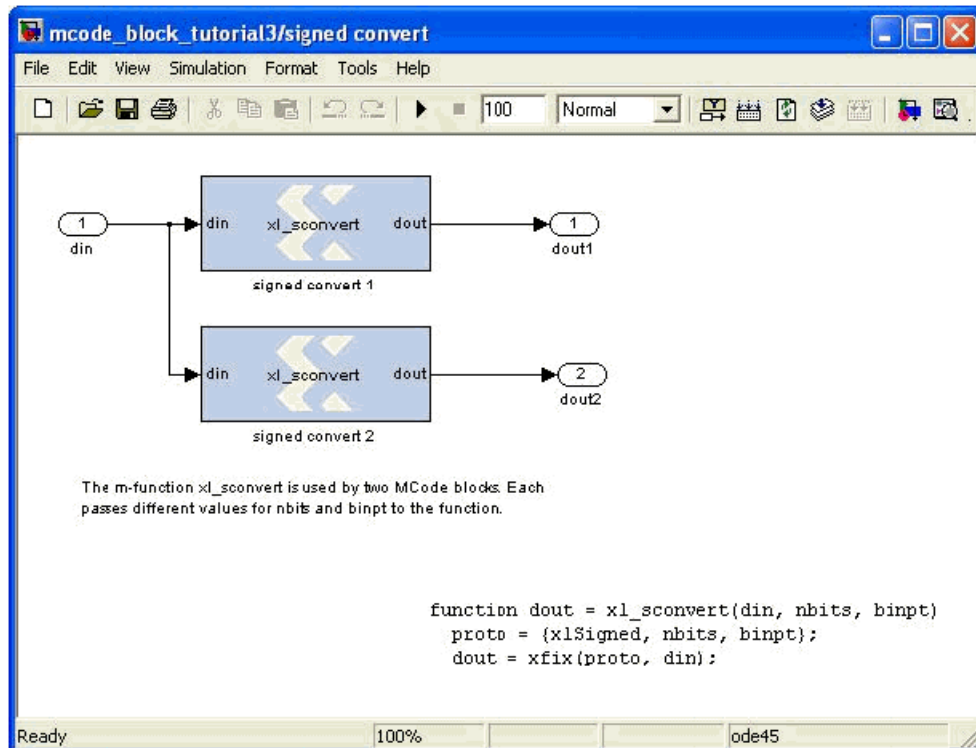 mcode_block_tutorial3/signed convert
File Edit View Simulation Format Tools Help
100 Normal
1
din
din xl_sconvert dout
signed convert 1
1
dout1
din xl_sconvert dout
signed convert 2
2
dout2
The m-function xl_sconvert is used by two MCode blocks. Each
passes different values for nbits and binpt to the function.
function dout = xl_sconvert(din, nbits, binpt)
proto = {xlSigned, nbits, binpt};
dout = xfix(proto, din);
Ready 100% ode45